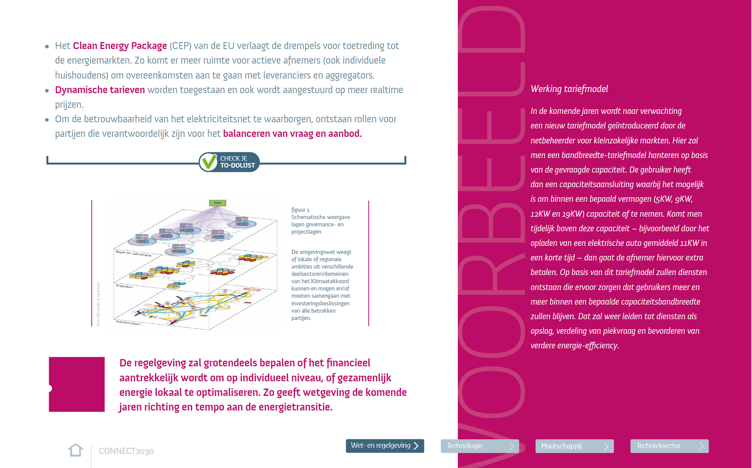 • Het Clean Energy Package (CEP) van de EU verlaagt de drempels voor toetreding tot
de energiemarkten. Zo komt er meer ruimte voor actieve afnemers (ook individuele
huishoudens) om overeenkomsten aan te gaan met leveranciers en aggregators.
• Dynamische tarieven worden toegestaan en ook wordt aangestuurd op meer realtime
prijzen.
• Om de betrouwbaarheid van het elektriciteitsnet te waarborgen, ontstaan rollen voor
partijen die verantwoordelijk zijn voor het balanceren van vraag en aanbod.
CHECK JE
TO-DOLIJST
figuur 1
Schematische weergave
lagen governance- en
projectlagen
De omgevingswet weegt
of lokale of regionale
ambities uit verschillende
deelsectoren/domeinen
van het Klimaatakkoord
kunnen en mogen en/of
moeten samengaan met
investeringsbeslissingen
van alle betrokken
partijen.
De regelgeving zal grotendeels bepalen of het financieel
aantrekkelijk wordt om op individueel niveau, of gezamenlijk
energie lokaal te optimaliseren. Zo geeft wetgeving de komende
jaren richting en tempo aan de energietransitie.
VOORBEELD
Werking tariefmodel
In de komende jaren wordt naar verwachting
een nieuw tariefmodel geïntroduceerd door de
netbeheerder voor kleinzakelijke markten. Hier zal
men een bandbreedte-tariefmodel hanteren op basis
van de gevraagde capaciteit. De gebruiker heeft
dan een capaciteitsaansluiting waarbij het mogelijk
is om binnen een bepaald vermogen (5KW, 9KW,
12KW en 19KW) capaciteit af te nemen. Komt men
tijdelijk boven deze capaciteit – bijvoorbeeld door het
opladen van een elektrische auto gemiddeld 11KW in
een korte tijd – dan gaat de afnemer hiervoor extra
betalen. Op basis van dit tariefmodel zullen diensten
ontstaan die ervoor zorgen dat gebruikers meer en
meer binnen een bepaalde capaciteitsbandbreedte
zullen blijven. Dat zal weer leiden tot diensten als
opslag, verdeling van piekvraag en bevorderen van
verdere energie-efficiency.
CONNECT2030
Wet- en regelgeving
Technologie
Maatschappij
Technieksector